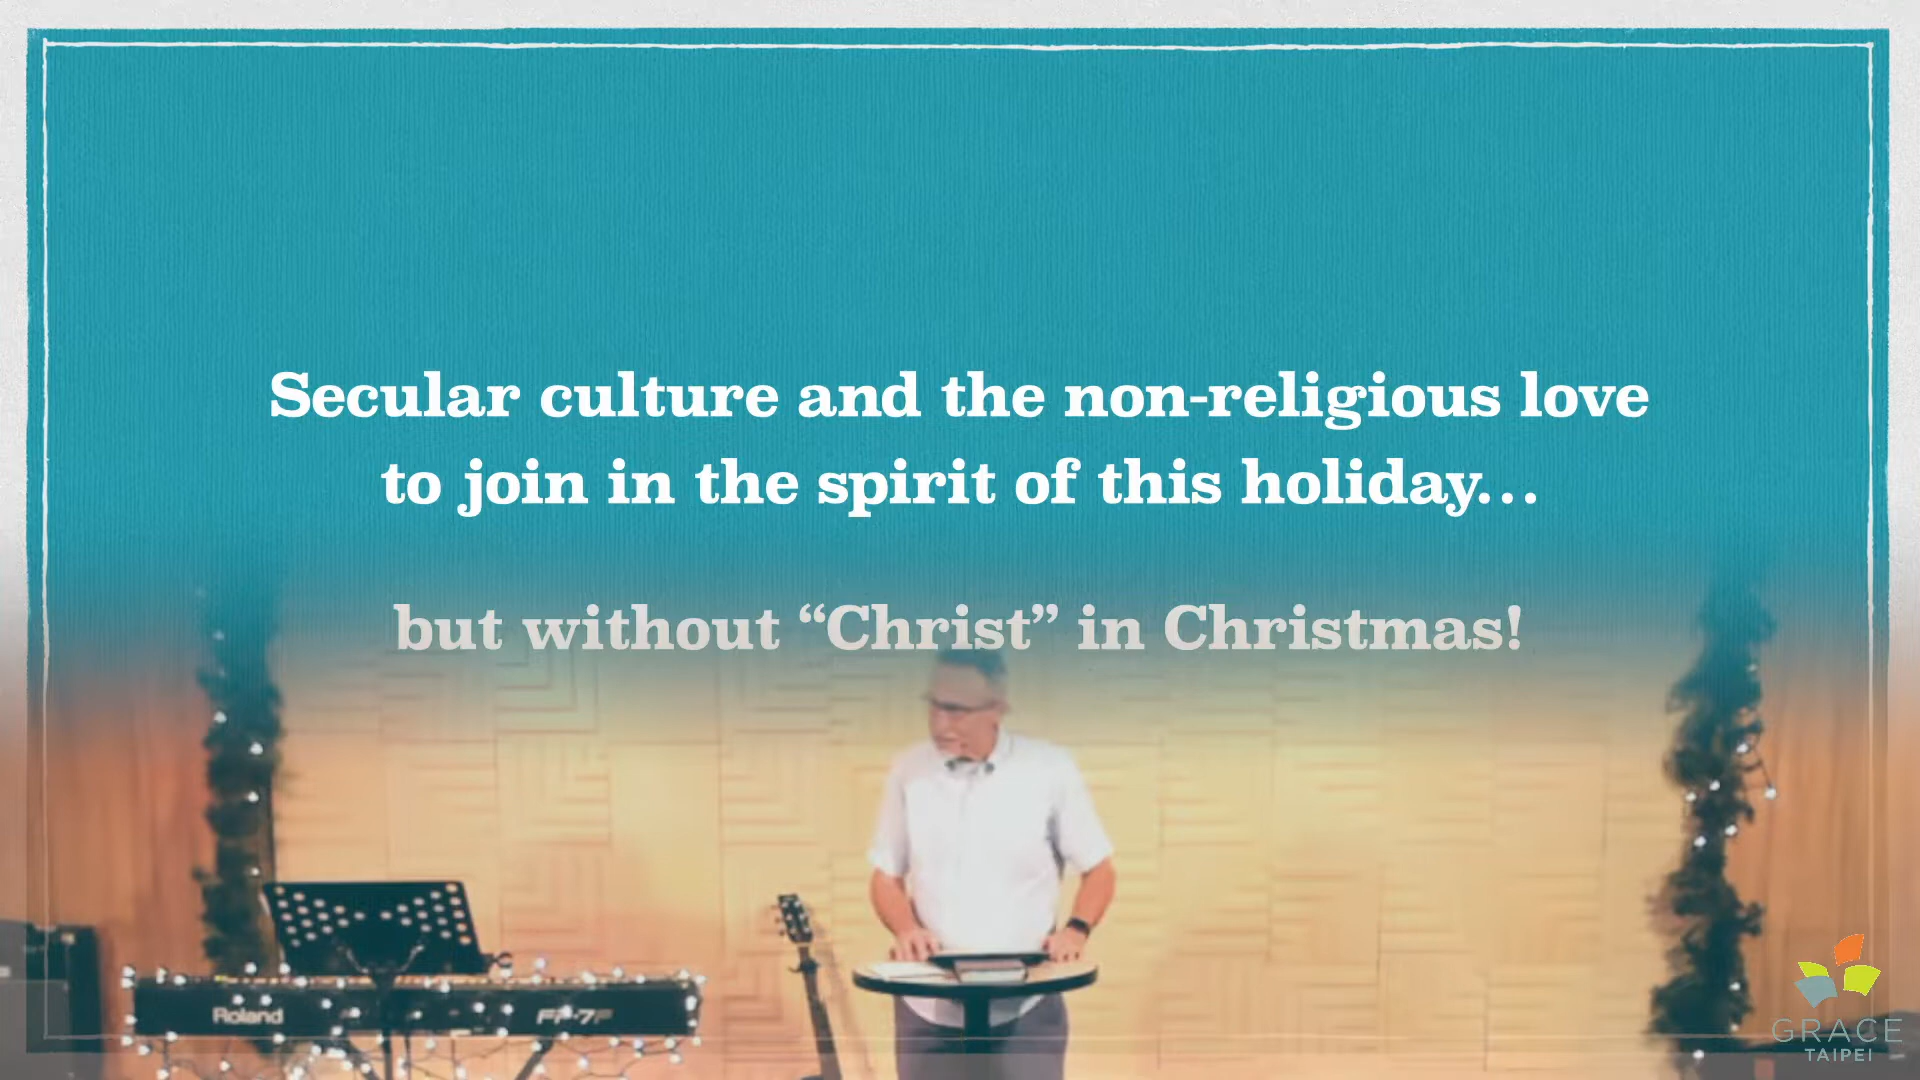 Secular culture and the non-religious love
to join in the spirit of this holiday…
but without “Christ” in Christmas!
Roland
FP-7F
GRACE
TAIPEI